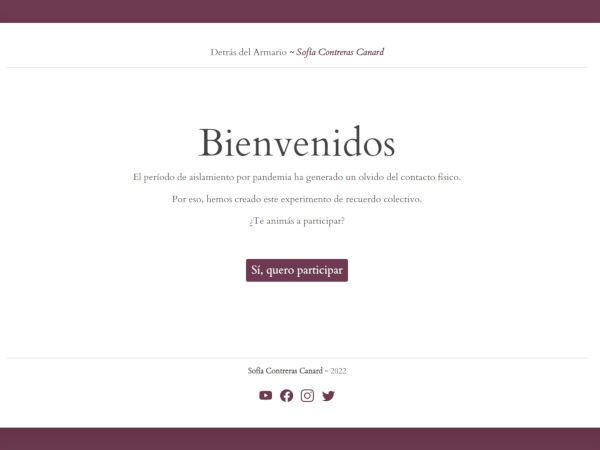 Detrás del Armario ~ Sofía Contreras Canard
Bienvenidos
El período de aislamiento por pandemia ha generado un olvido del contacto físico.
Por eso, hemos creado este experimento de recuerdo colectivo.
¿Te animás a participar?
Sí, quero participar
Sofía Contreras Canard ~ 2022